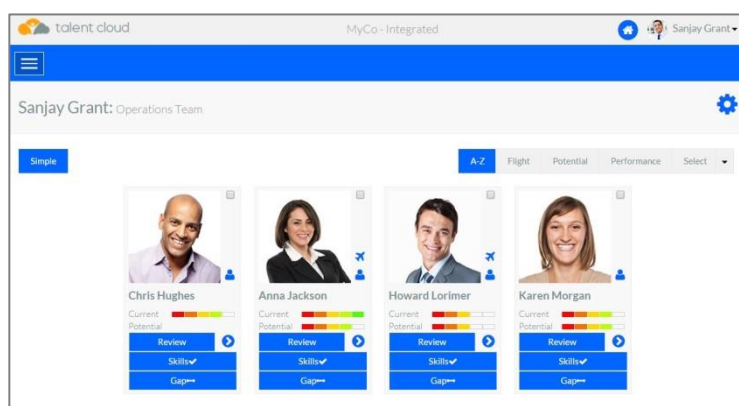 talent cloud
MyCo - Integrated
Sanjay Grant
Sanjay Grant: Operations Team
Simple
A-Z Flight Potential Performance Select
Chris Hughes
Current
Potential
Review
Skills
Gap
Anna Jackson
Current
Potential
Review
Skills
Gap
Howard Lorimer
Current
Potential
Review
Skills
Gap
Karen Morgan
Current
Potential
Review
Skills
Gap